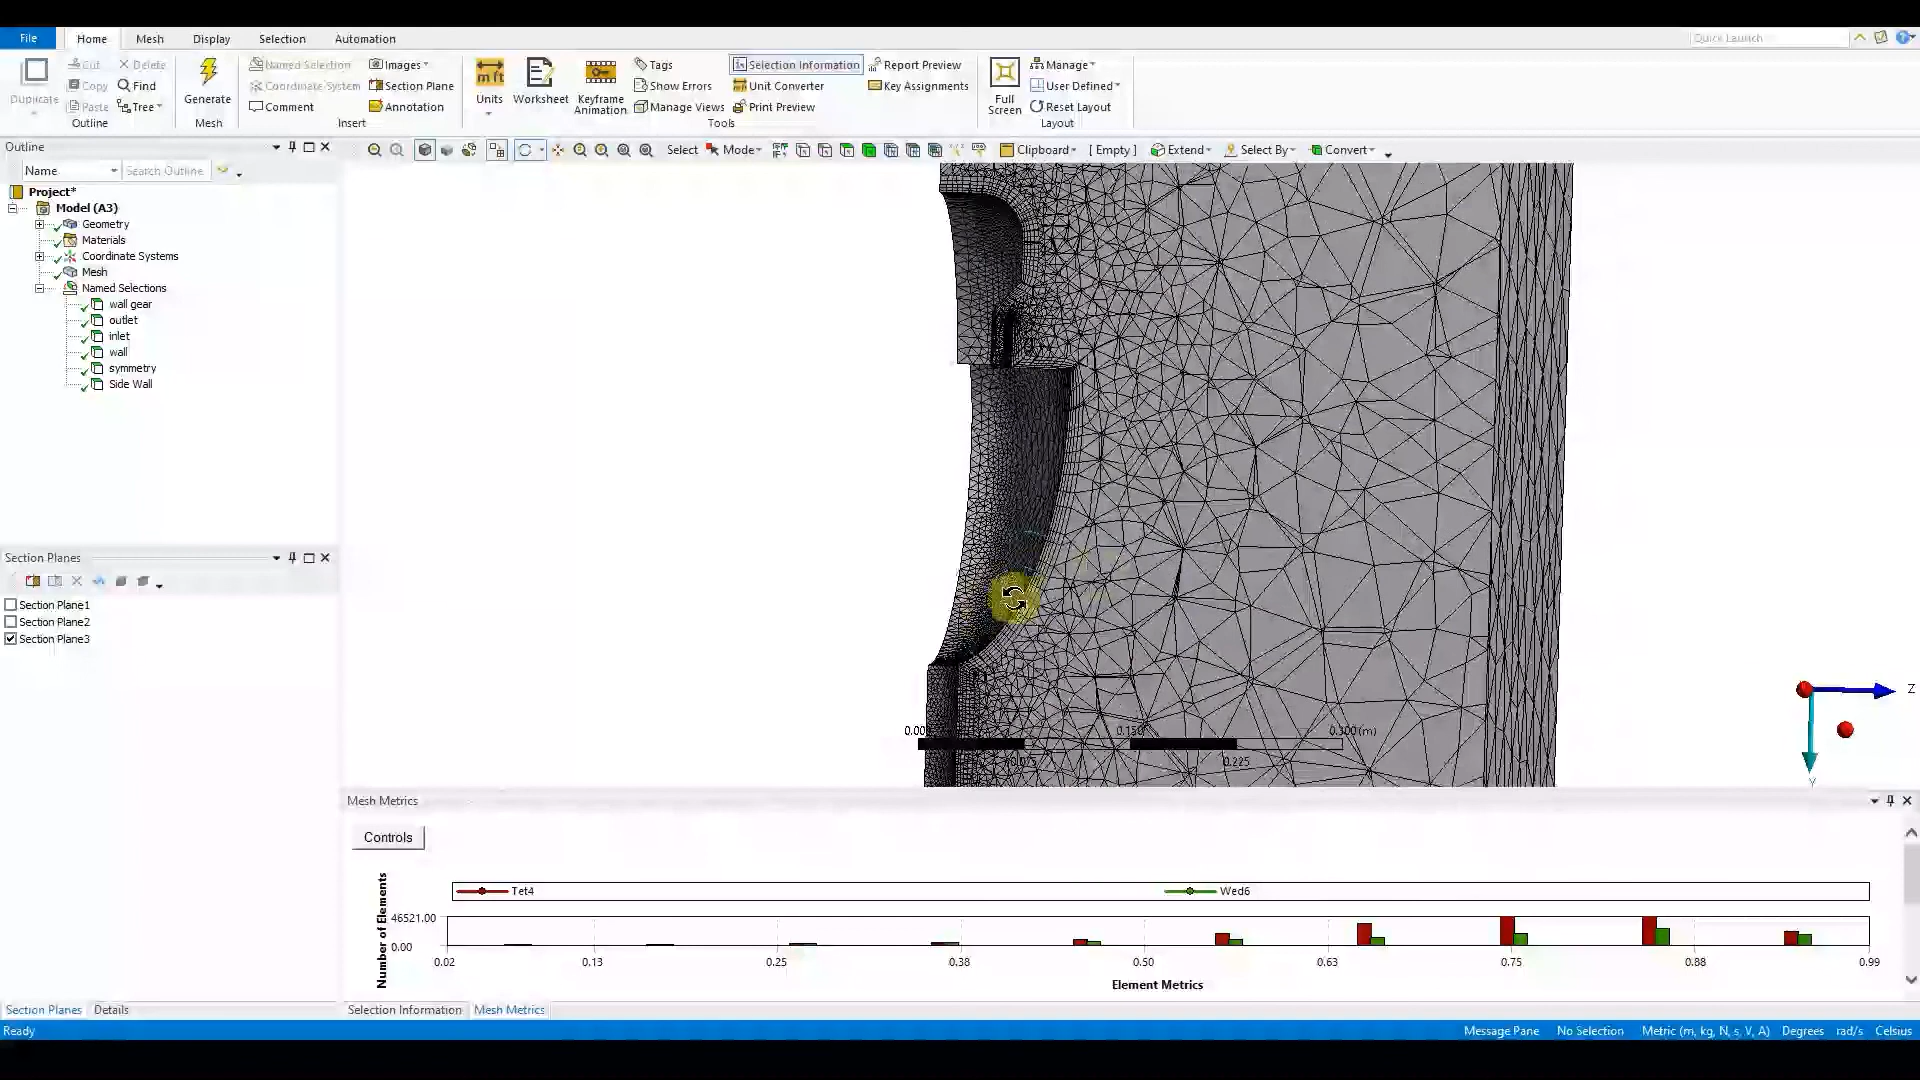 File Home Mesh Display Selection Automation Quick Launch
Duplicate Cut Delete Generate Named Selection Images Units Worksheet Keyframe Animation Tags Selection Information Report Preview Full Screen Manage
Copy Find Coordinate System Section Plane Show Errors Unit Converter Key Assignments User Defined
Paste Tree Comment Annotation Manage Views Print Preview Reset Layout
Outline Mesh Insert Tools Layout
Outline
Select Mode Clipboard [ Empty ] Extend Select By Convert
Name Search Outline
Project*
Model (A3)
Geometry
Materials
Coordinate Systems
Mesh
Named Selections
wall gear
outlet
inlet
wall
symmetry
Side Wall
Section Planes
Section Plane1
Section Plane2
Section Plane3
Z
Y
0.150 0.300 (m)
0.075 0.225
Mesh Metrics
Controls
Tet4 Wed6
Number of Elements
46521.00
0.00
0.02 0.13 0.25 0.38 0.50 0.63 0.75 0.88 0.99
Element Metrics
Section Planes Details Selection Information Mesh Metrics
Ready Message Pane No Selection Metric (m, kg, N, s, V, A) Degrees rad/s Celsius